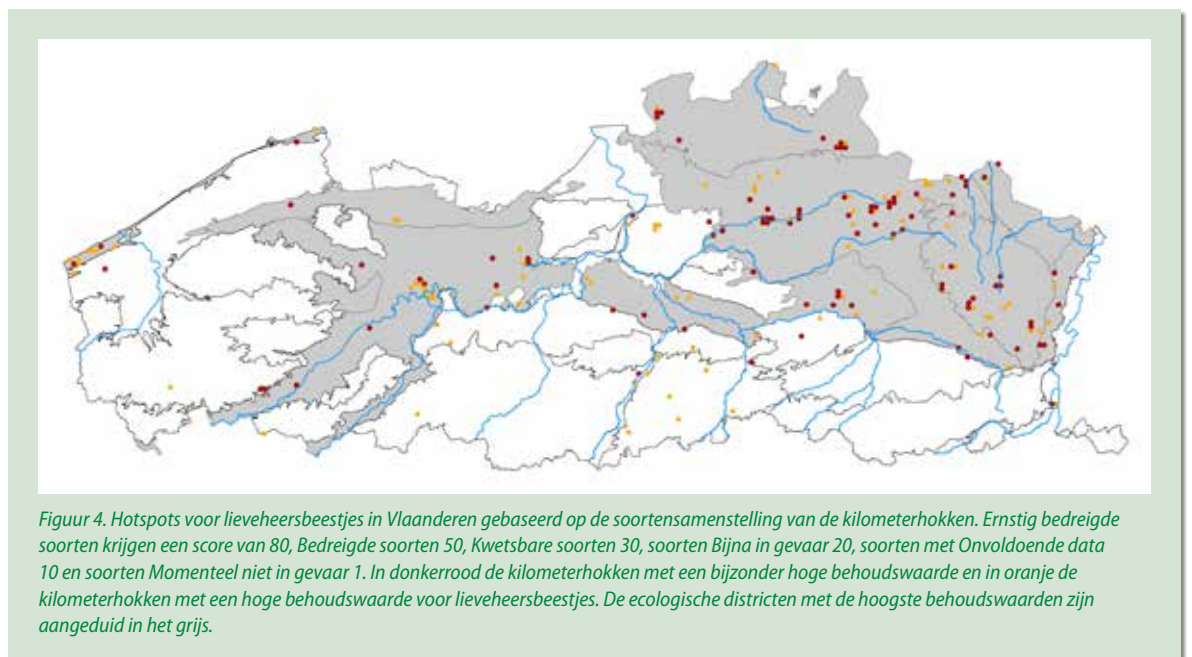 Figuur 4. Hotspots voor lieveheersbeestjes in Vlaanderen gebaseerd op de soortensamenstelling van de kilometerhokken. Ernstig bedreigde
soorten krijgen een score van 80, Bedreigde soorten 50, Kwetsbare soorten 30, soorten Bijna in gevaar 20, soorten met Onvoldoende data
10 en soorten Momenteel niet in gevaar 1. In donkerrood de kilometerhokken met een bijzonder hoge behoudswaarde en in oranje de
kilometerhokken met een hoge behoudswaarde voor lieveheersbeestjes. De ecologische districten met de hoogste behoudswaarden zijn
aangeduid in het grijs.